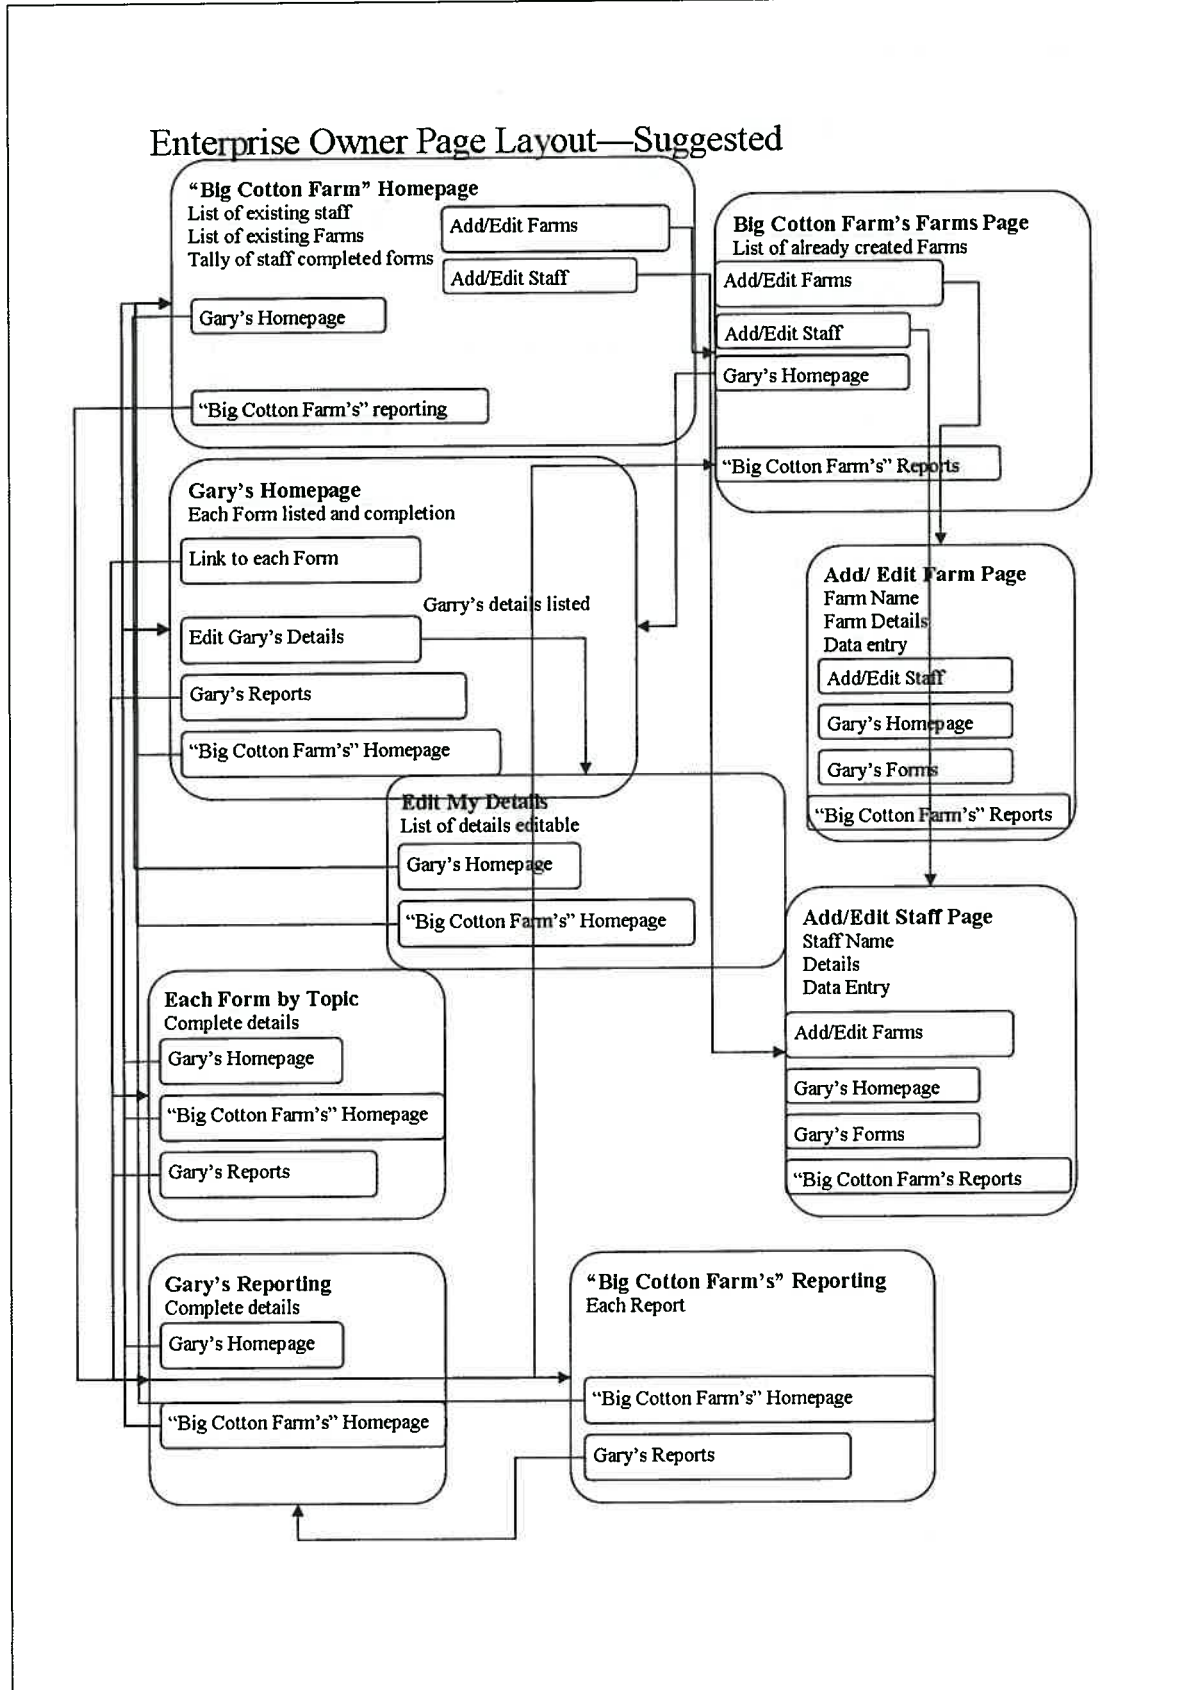 Enterprise Owner Page Layout—Suggested
“Big Cotton Farm” Homepage
List of existing staff
List of existing Farms
Tally of staff completed forms
Add/Edit Farms
Add/Edit Staff
Gary’s Homepage
“Big Cotton Farm’s” reporting
Big Cotton Farm’s Farms Page
List of already created Farms
Add/Edit Farms
Add/Edit Staff
Gary’s Homepage
“Big Cotton Farm’s” Reports
Gary’s Homepage
Each Form listed and completion
Link to each Form
Garry’s details listed
Edit Gary’s Details
Gary’s Reports
“Big Cotton Farm’s” Homepage
Add/ Edit Farm Page
Farm Name
Farm Details
Data entry
Add/Edit Staff
Gary’s Homepage
Gary’s Forms
“Big Cotton Farm’s” Reports
Edit My Details
List of details editable
Gary’s Homepage
“Big Cotton Farm’s” Homepage
Add/Edit Staff Page
Staff Name
Details
Data Entry
Add/Edit Farms
Gary’s Homepage
Gary’s Forms
“Big Cotton Farm’s Reports
Each Form by Topic
Complete details
Gary’s Homepage
“Big Cotton Farm’s” Homepage
Gary’s Reports
Gary’s Reporting
Complete details
Gary’s Homepage
“Big Cotton Farm’s” Homepage
“Big Cotton Farm’s” Reporting
Each Report
“Big Cotton Farm’s” Homepage
Gary’s Reports